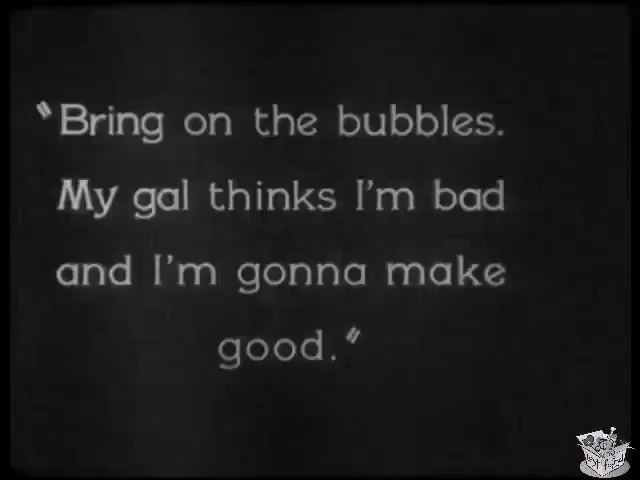 "Bring on the bubbles.
My gal thinks I'm bad
and I'm gonna make
good."